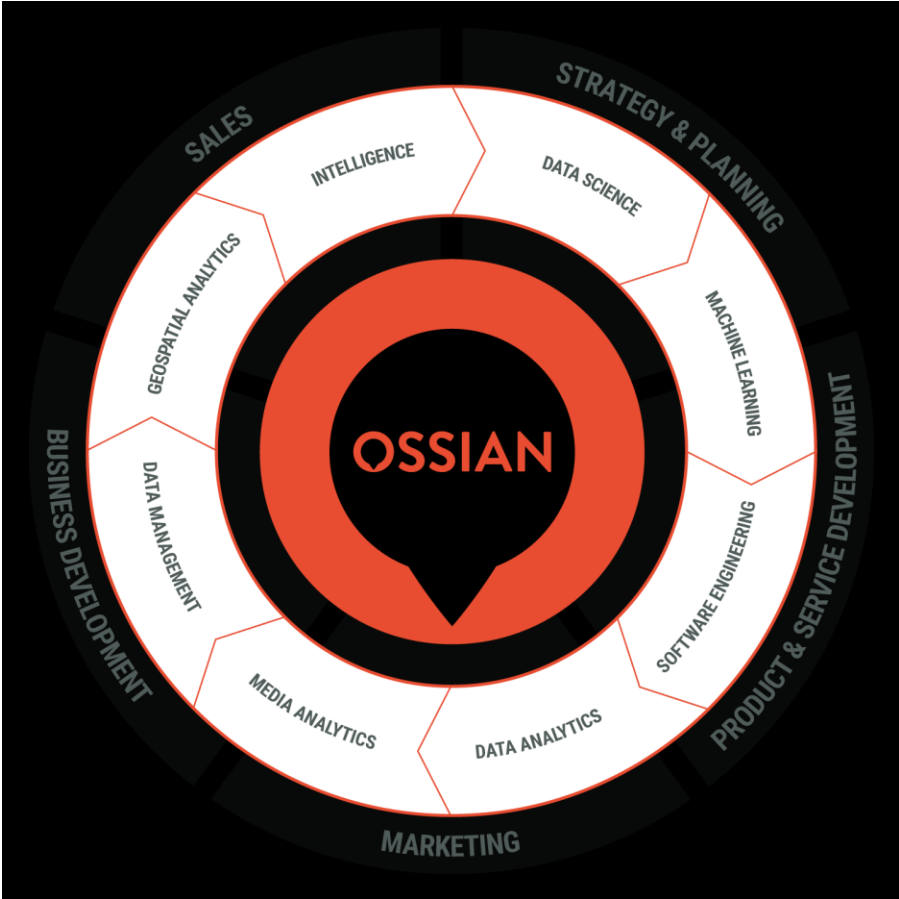 SALES
STRATEGY & PLANNING
INTELLIGENCE
DATA SCIENCE
GEOSPATIAL ANALYTICS
MACHINE LEARNING
OSSIAN
BUSINESS DEVELOPMENT
PRODUCT & SERVICE DEVELOPMENT
DATA MANAGEMENT
SOFTWARE ENGINEERING
MEDIA ANALYTICS
DATA ANALYTICS
MARKETING